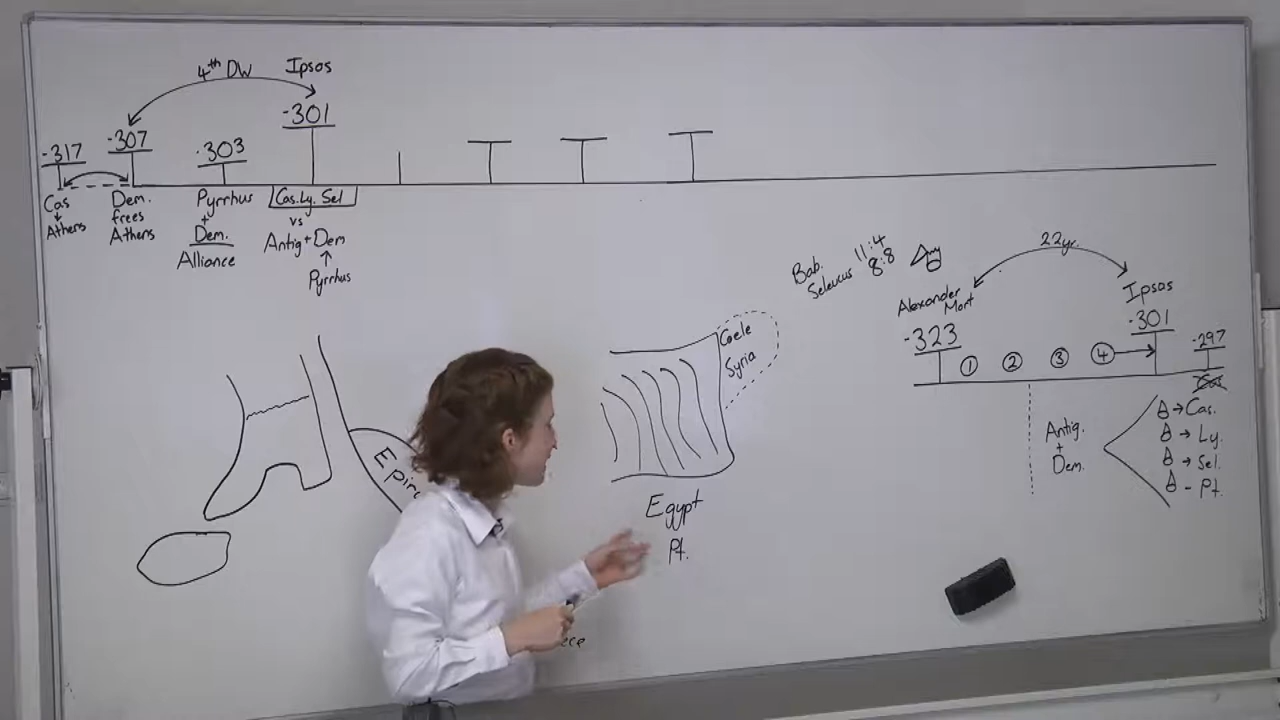 4th DW
Ipsos
-317
-307
-303
-301
Cas
Athens
Dem.
frees
Athens
Pyrrhus
+
Dem.
Alliance
Cas. Ly. Sel
vs
Antig + Dem
Pyrrhus
Epir
Coele
Syria
Egypt
Pt.
Bab.
Seleucus
11:4
8:8
Alexander
Mort
-323
22yr.
Ipsos
-301
-297
1 2 3 4
Antig.
+
Dem.
Cas.
Ly.
Sel.
Pt.